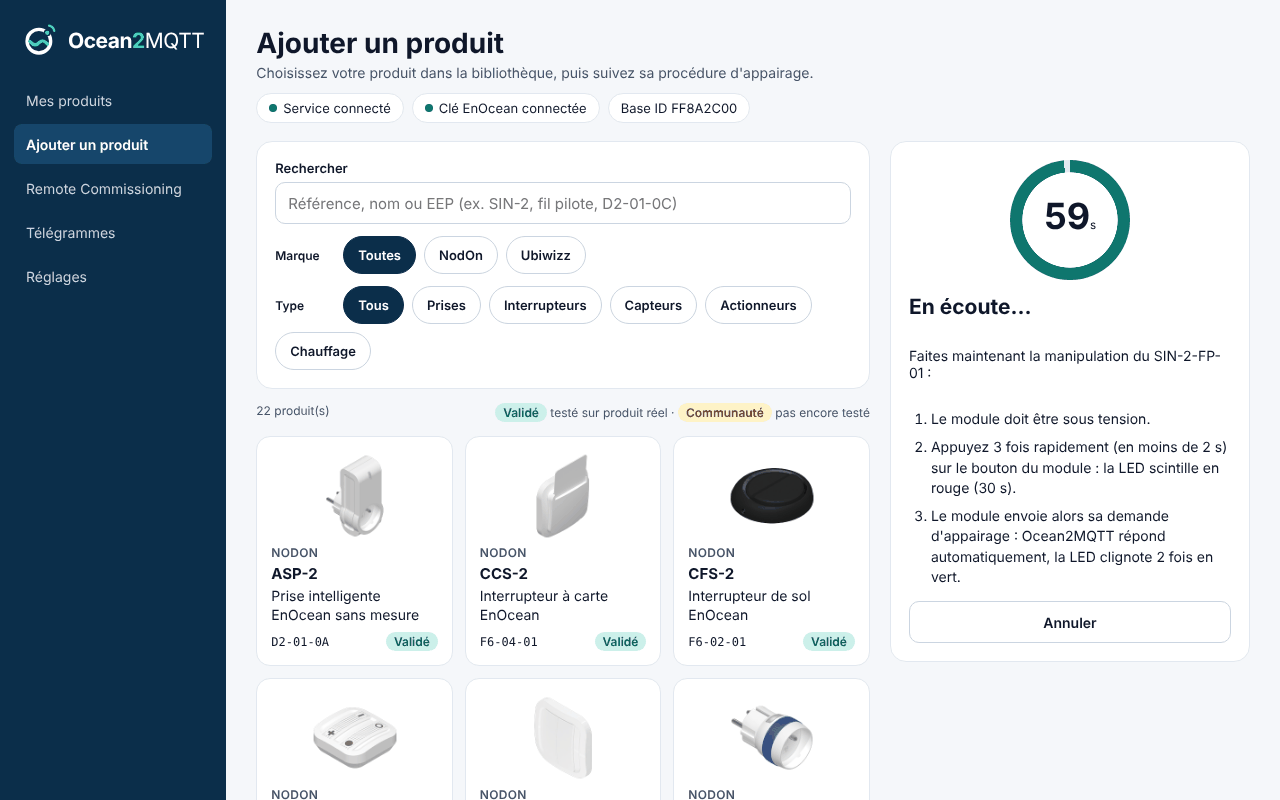 Ocean2MQTT
Mes produits
Ajouter un produit
Remote Commissioning
Télégrammes
Réglages
Ajouter un produit
Choisissez votre produit dans la bibliothèque, puis suivez sa procédure d'appairage.
Service connecté
Clé EnOcean connectée
Base ID FF8A2C00
Rechercher
Référence, nom ou EEP (ex. SIN-2, fil pilote, D2-01-0C)
Marque
Toutes
NodOn
Ubiwizz
Type
Tous
Prises
Interrupteurs
Capteurs
Actionneurs
Chauffage
22 produit(s)
Validé testé sur produit réel · Communauté pas encore testé
NODON
ASP-2
Prise intelligente
EnOcean sans mesure
D2-01-0A
Validé
NODON
CCS-2
Interrupteur à carte
EnOcean
F6-04-01
Validé
NODON
CFS-2
Interrupteur de sol
EnOcean
F6-02-01
Validé
NODON
NODON
NODON
59 s
En écoute…
Faites maintenant la manipulation du SIN-2-FP-
01 :
1. Le module doit être sous tension.
2. Appuyez 3 fois rapidement (en moins de 2 s)
sur le bouton du module : la LED scintille en
rouge (30 s).
3. Le module envoie alors sa demande
d'appairage : Ocean2MQTT répond
automatiquement, la LED clignote 2 fois en
vert.
Annuler